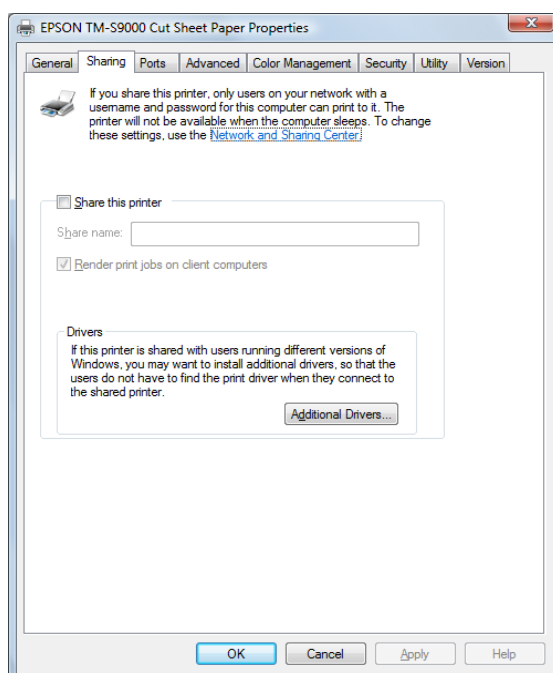 EPSON TM-S9000 Cut Sheet Paper Properties
General Sharing Ports Advanced Color Management Security Utility Version
If you share this printer, only users on your network with a
username and password for this computer can print to it. The
printer will not be available when the computer sleeps. To change
these settings, use the Network and Sharing Center.
Share this printer
Share name:
Render print jobs on client computers
Drivers
If this printer is shared with users running different versions of
Windows, you may want to install additional drivers, so that the
users do not have to find the print driver when they connect to
the shared printer.
Additional Drivers...
OK Cancel Apply Help